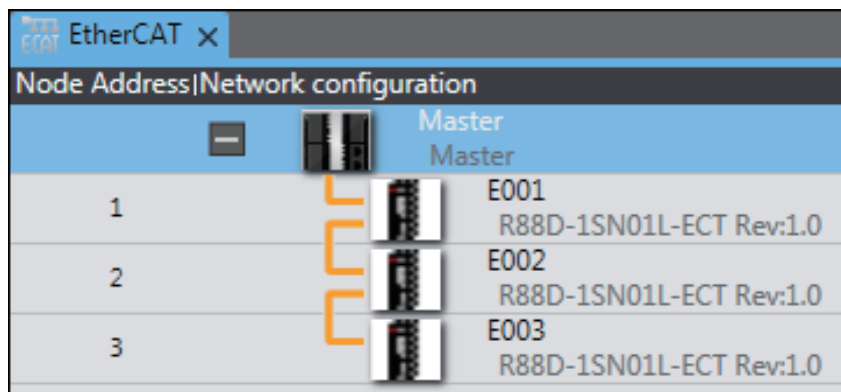 ECAT EtherCAT ×
Node Address|Network configuration
Master
Master
1 E001
R88D-1SN01L-ECT Rev:1.0
2 E002
R88D-1SN01L-ECT Rev:1.0
3 E003
R88D-1SN01L-ECT Rev:1.0